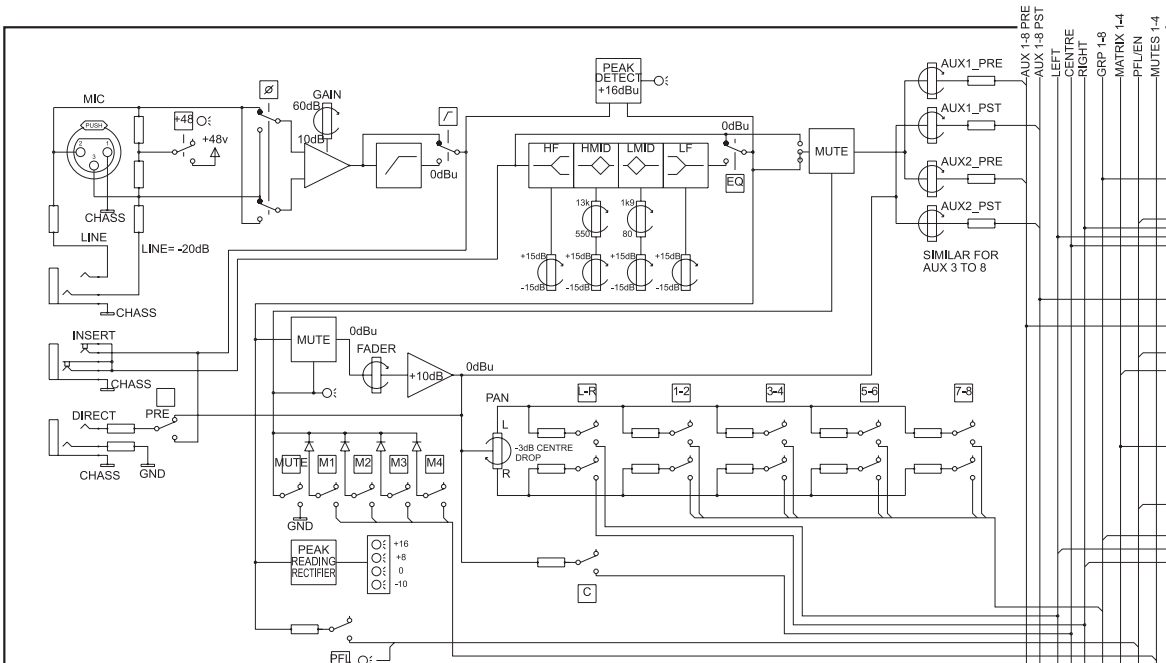 AUX 1-8 PRE
AUX 1-8 PST
LEFT
CENTRE
RIGHT
GRP 1-8
MATRIX 1-4
PFL/EN
MUTES 1-4
MIC
PUSH
2
1
3
CHASS
+48
+48v
ø
GAIN
60dB
10dB
0dBu
PEAK
DETECT
+16dBu
HF
HMID
LMID
LF
0dBu
EQ
MUTE
13k
550
1k9
80
+15dB
-15dB
+15dB
-15dB
+15dB
-15dB
+15dB
-15dB
AUX1_PRE
AUX1_PST
AUX2_PRE
AUX2_PST
SIMILAR FOR
AUX 3 TO 8
LINE
LINE= -20dB
CHASS
INSERT
CHASS
DIRECT
PRE
CHASS
GND
MUTE
0dBu
FADER
+10dB
0dBu
MUTE
M1
M2
M3
M4
GND
PAN
L
R
-3dB CENTRE
DROP
L-R
1-2
3-4
5-6
7-8
PEAK
READING
RECTIFIER
+16
+8
0
-10
C
PFL